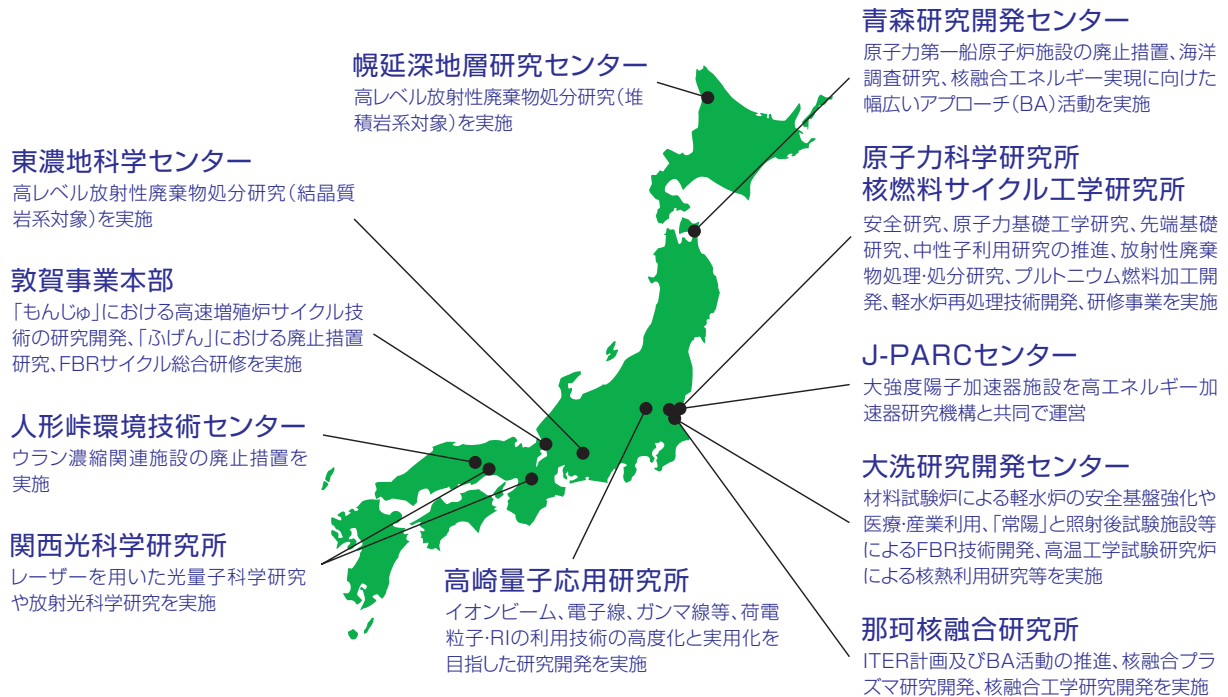 幌延深地層研究センター
高レベル放射性廃棄物処分研究（堆
積岩系対象）を実施
東濃地科学センター
高レベル放射性廃棄物処分研究（結晶質
岩系対象）を実施
敦賀事業本部
「もんじゅ」における高速増殖炉サイクル技
術の研究開発、「ふげん」における廃止措置
研究、FBRサイクル総合研修を実施
人形峠環境技術センター
ウラン濃縮関連施設の廃止措置を
実施
関西光科学研究所
レーザーを用いた光量子科学研究
や放射光科学研究を実施
高崎量子応用研究所
イオンビーム、電子線、ガンマ線等、荷電
粒子・RIの利用技術の高度化と実用化を
目指した研究開発を実施
青森研究開発センター
原子力第一船原子炉施設の廃止措置、海洋
調査研究、核融合エネルギー実現に向けた
幅広いアプローチ（BA）活動を実施
原子力科学研究所
核燃料サイクル工学研究所
安全研究、原子力基礎工学研究、先端基礎
研究、中性子利用研究の推進、放射性廃棄
物処理・処分研究、プルトニウム燃料加工開
発、軽水炉再処理技術開発、研修事業を実施
J-PARCセンター
大強度陽子加速器施設を高エネルギー加
速器研究機構と共同で運営
大洗研究開発センター
材料試験炉による軽水炉の安全基盤強化や
医療・産業利用、「常陽」と照射後試験施設等
によるFBR技術開発、高温工学試験研究炉
による核熱利用研究等を実施
那珂核融合研究所
ITER計画及びBA活動の推進、核融合プラ
ズマ研究開発、核融合工学研究開発を実施